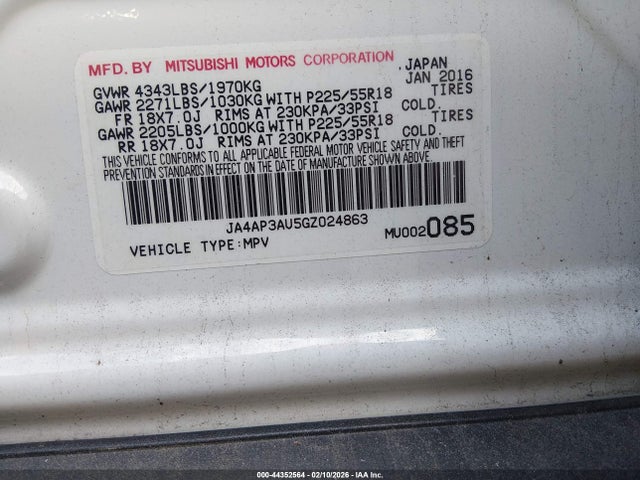 MFD. BY MITSUBISHI MOTORS CORPORATION .JAPAN
GVWR 4343LBS/1970KG JAN 2016
GAWR 2271LBS/1030KG WITH P225/55R18 TIRES
FR 18X7.0J RIMS AT 230KPA/33PSI COLD.
GAWR 2205LBS/1000KG WITH P225/55R18 TIRES
RR 18X7.0J RIMS AT 230KPA/33PSI COLD.
THIS VEHICLE CONFORMS TO ALL APPLICABLE FEDERAL MOTOR VEHICLE SAFETY AND THEFT
PREVENTION STANDARDS IN EFFECT ON THE DATE OF MANUFACTURE SHOWN ABOVE.
JA4AP3AU5GZ024863
VEHICLE TYPE:MPV MU002085
000-44352564 | 02/10/2026 | IAA Inc.